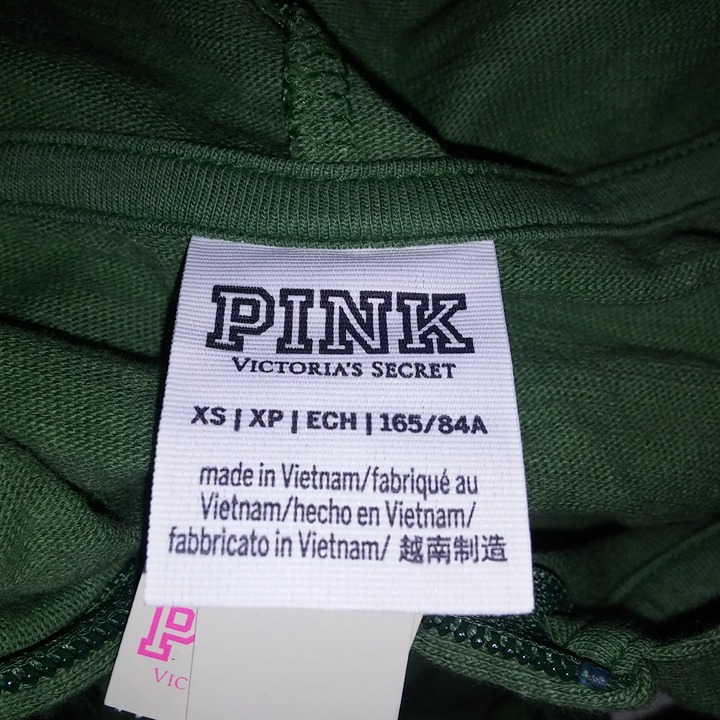 PINK
VICTORIA'S SECRET
XS | XP | ECH | 165/84A
made in Vietnam/fabriqué au
Vietnam/hecho en Vietnam/
fabbricato in Vietnam/ 越南制造
P
VIC